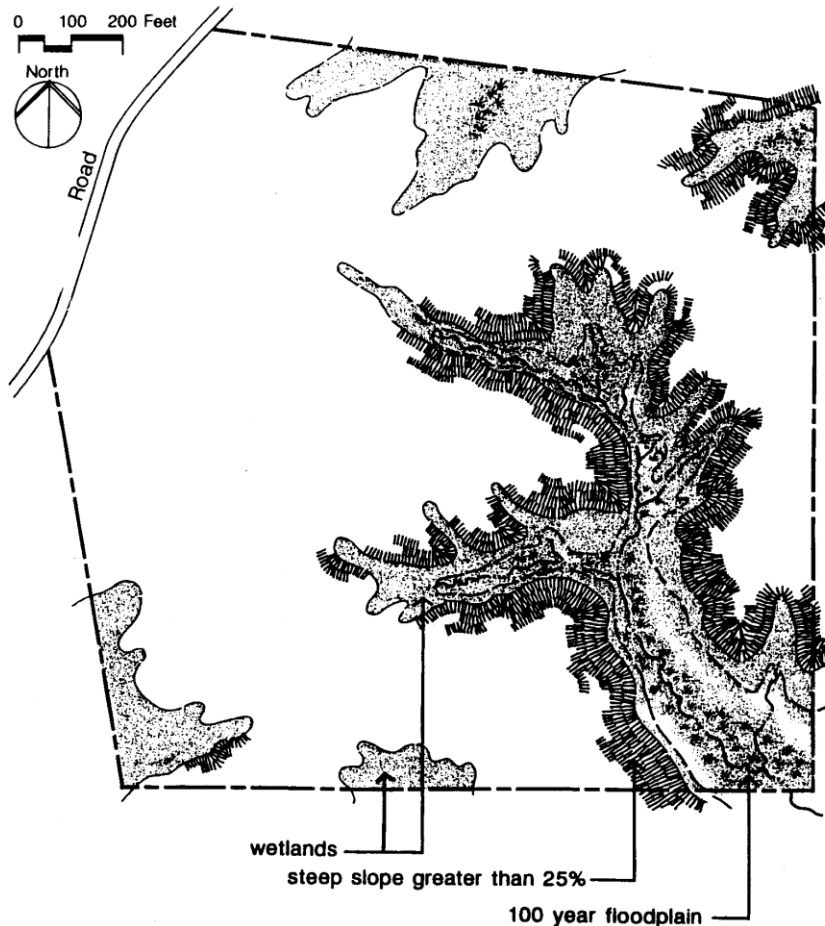 0 100 200 Feet
North
Road
wetlands
steep slope greater than 25%
100 year floodplain